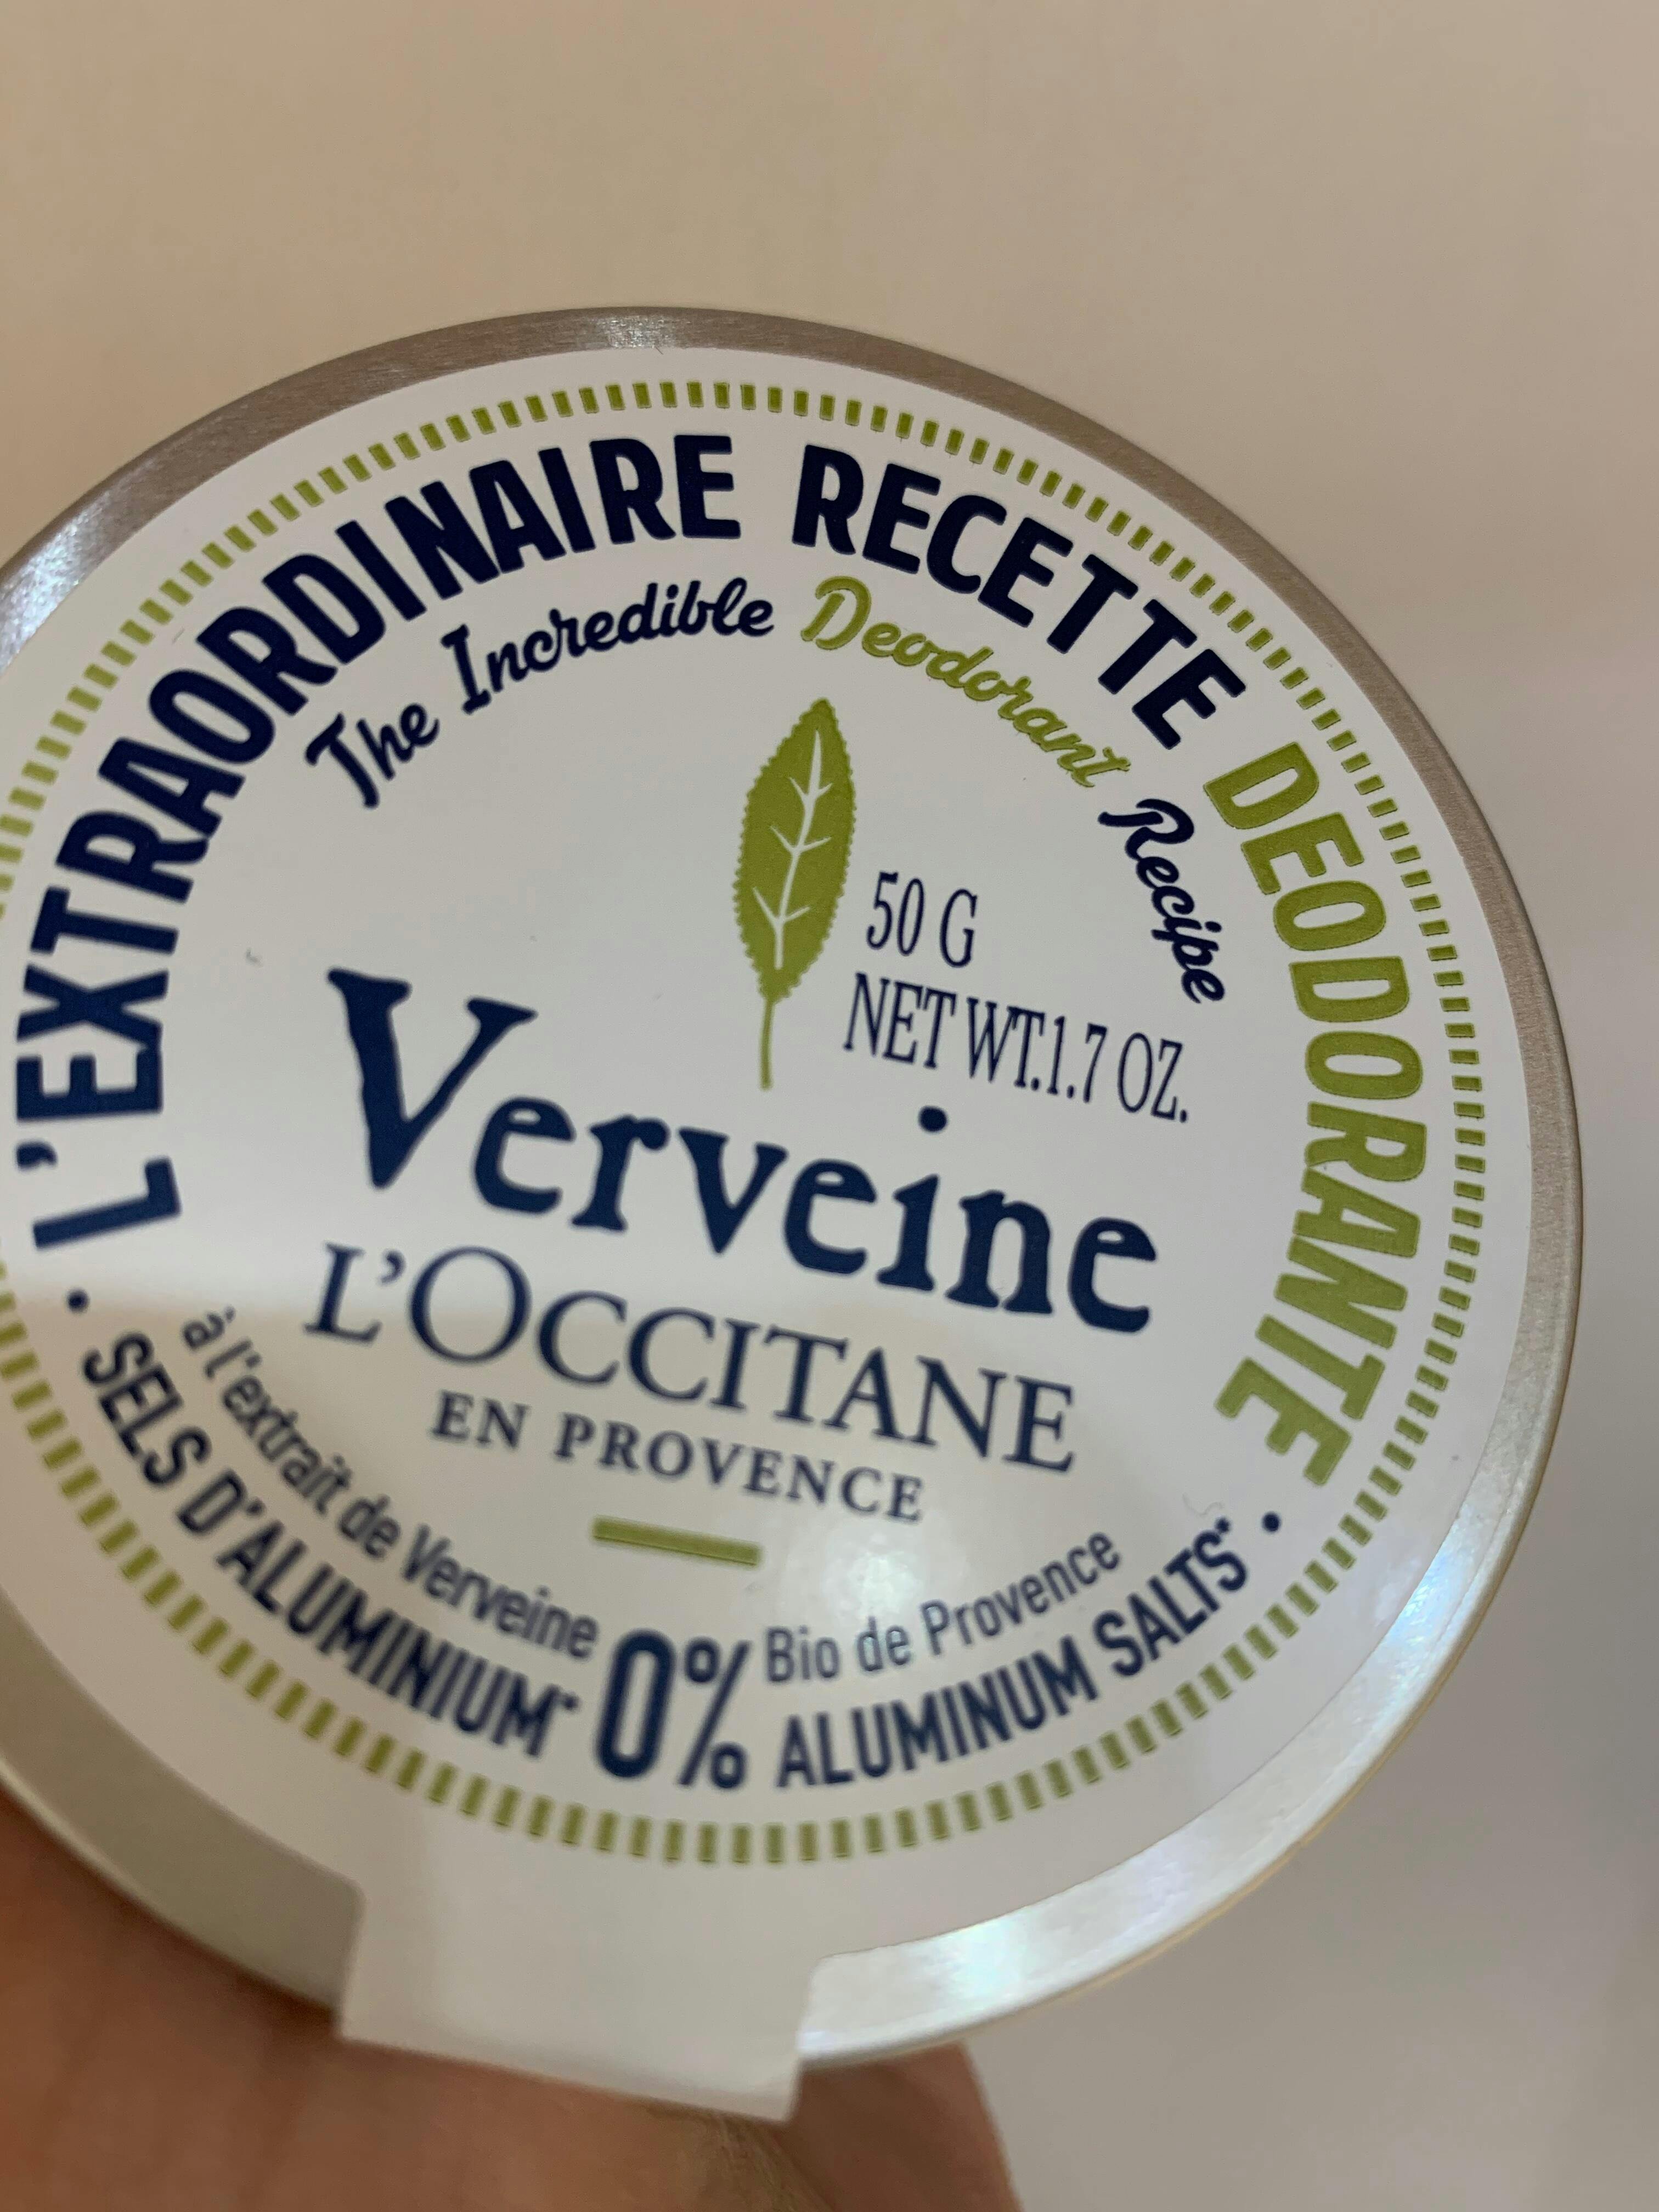 L'EXTRAORDINAIRE RECETTE DEODORANTE
The Incredible Deodorant Recipe
50 G
NET WT.1.7 OZ.
Verveine
L'OCCITANE
EN PROVENCE
à l'extrait de Verveine Bio de Provence
• SELS D'ALUMINIUM* 0% ALUMINUM SALTS* •